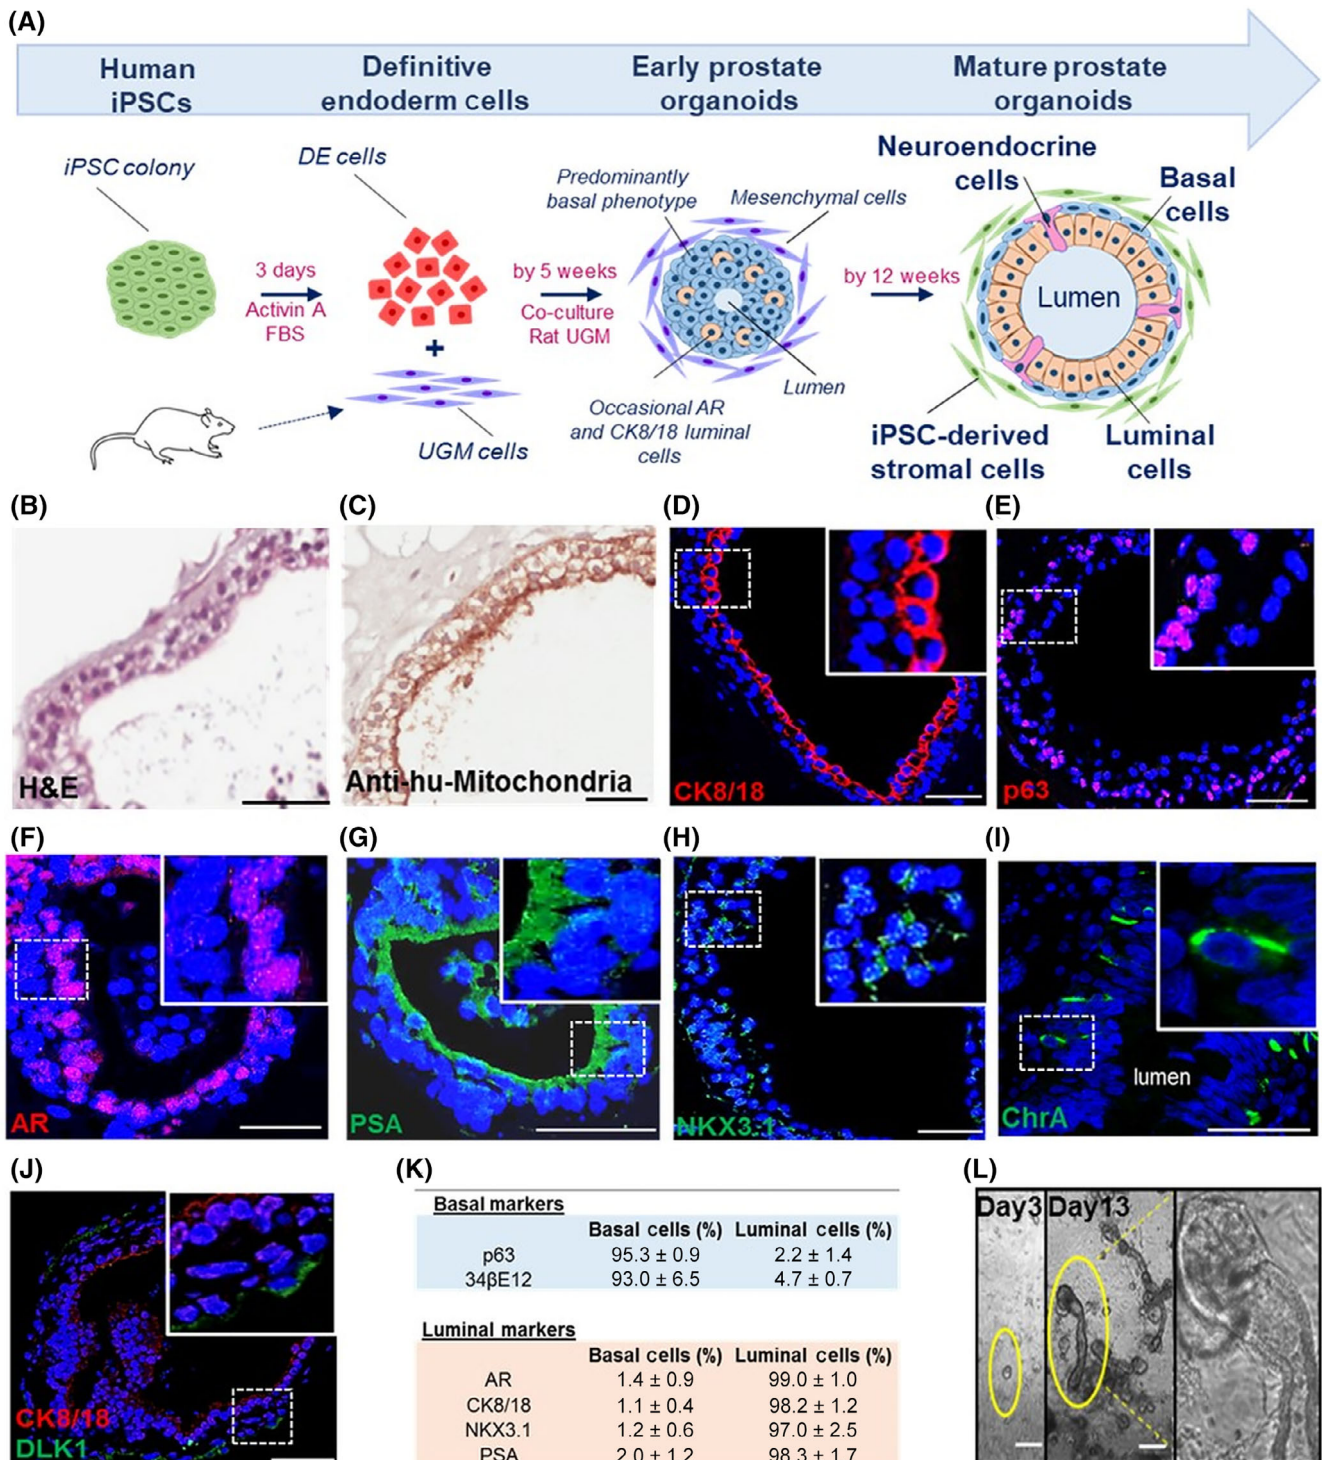 (A)
Human
iPSCs
Definitive
endoderm cells
Early prostate
organoids
Mature prostate
organoids
iPSC colony
DE cells
3 days
Activin A
FBS
+
UGM cells
by 5 weeks
Co-culture
Rat UGM
Predominantly
basal phenotype
Mesenchymal cells
Occasional AR
and CK8/18 luminal
cells
Lumen
by 12 weeks
Neuroendocrine
cells
Basal
cells
Lumen
iPSC-derived
stromal cells
Luminal
cells
(B)
H&E
(C)
Anti-hu-Mitochondria
(D)
CK8/18
(E)
p63
(F)
AR
(G)
PSA
(H)
NKX3.1
(I)
lumen
ChrA
(J)
CK8/18
DLK1
(K)
Basal markers
Basal cells (%) Luminal cells (%)
p63 95.3 ± 0.9 2.2 ± 1.4
34βE12 93.0 ± 6.5 4.7 ± 0.7
Luminal markers
Basal cells (%) Luminal cells (%)
AR 1.4 ± 0.9 99.0 ± 1.0
CK8/18 1.1 ± 0.4 98.2 ± 1.2
NKX3.1 1.2 ± 0.6 97.0 ± 2.5
PSA 2.0 ± 1.2 98.3 ± 1.7
(L)
Day3 Day13